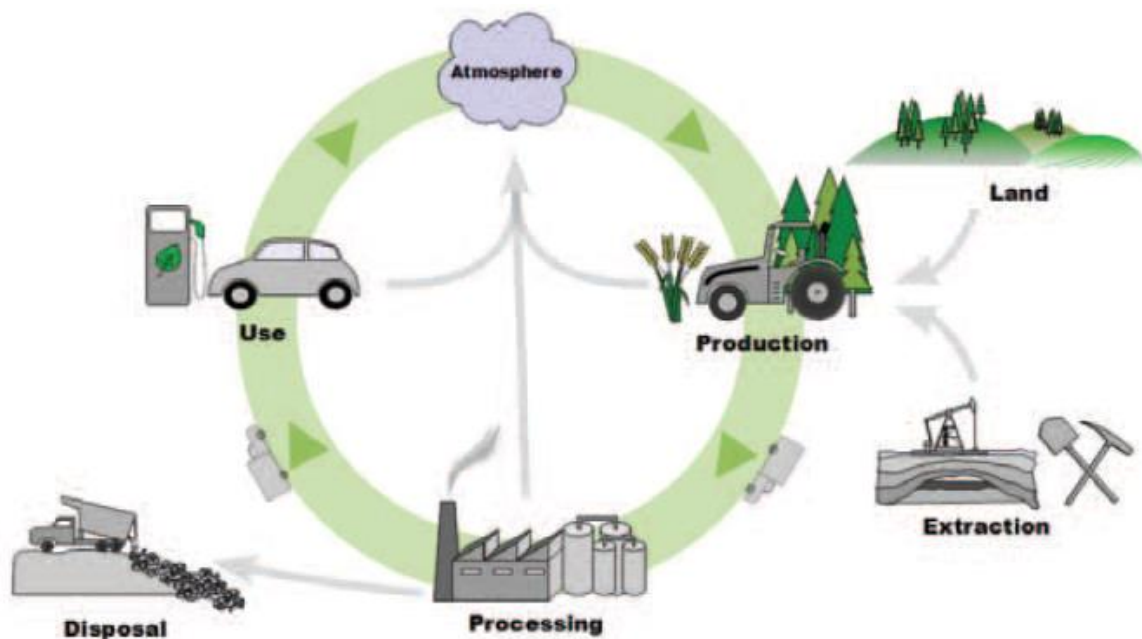 Atmosphere
Land
Use
Production
Extraction
Processing
Disposal